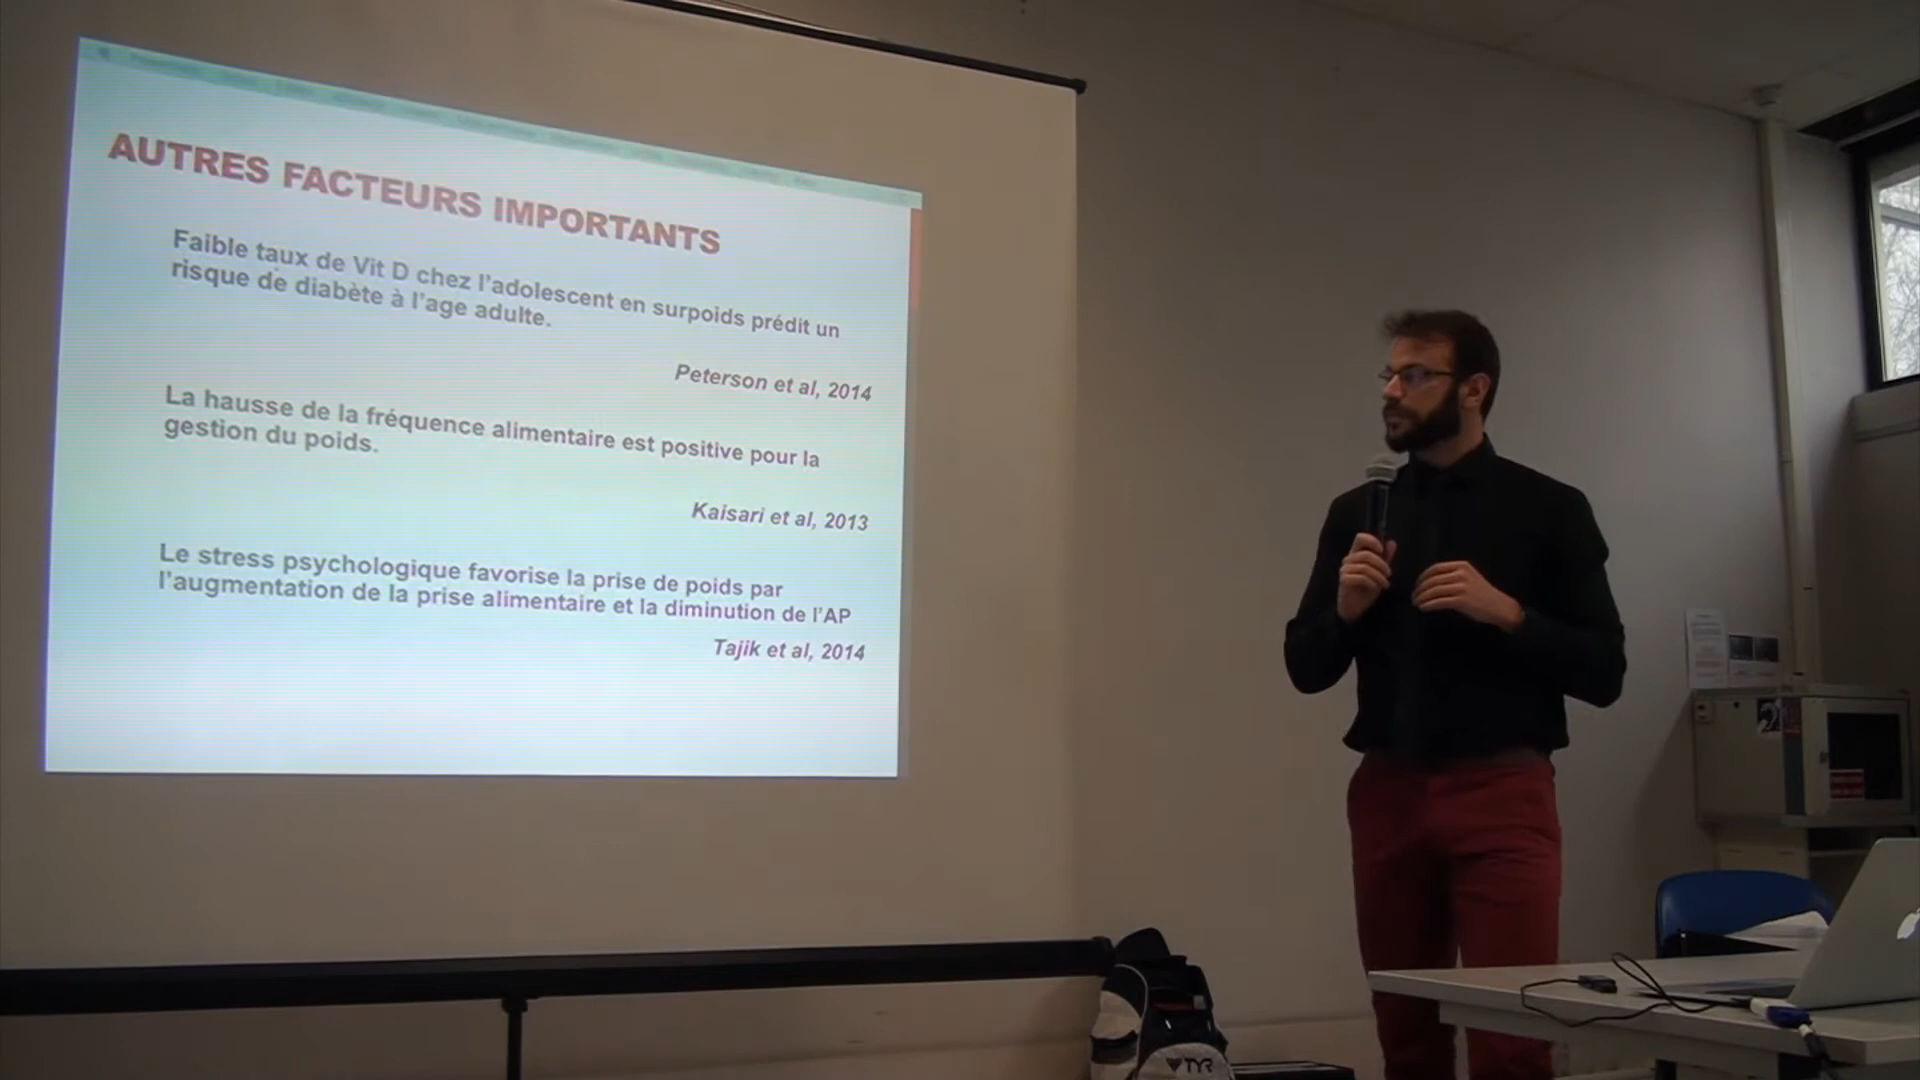 AUTRES FACTEURS IMPORTANTS
Faible taux de Vit D chez l'adolescent en surpoids prédit un
risque de diabète à l'age adulte.
Peterson et al, 2014
La hausse de la fréquence alimentaire est positive pour la
gestion du poids.
Kaisari et al, 2013
Le stress psychologique favorise la prise de poids par
l'augmentation de la prise alimentaire et la diminution de l'AP
Tajik et al, 2014
TYR